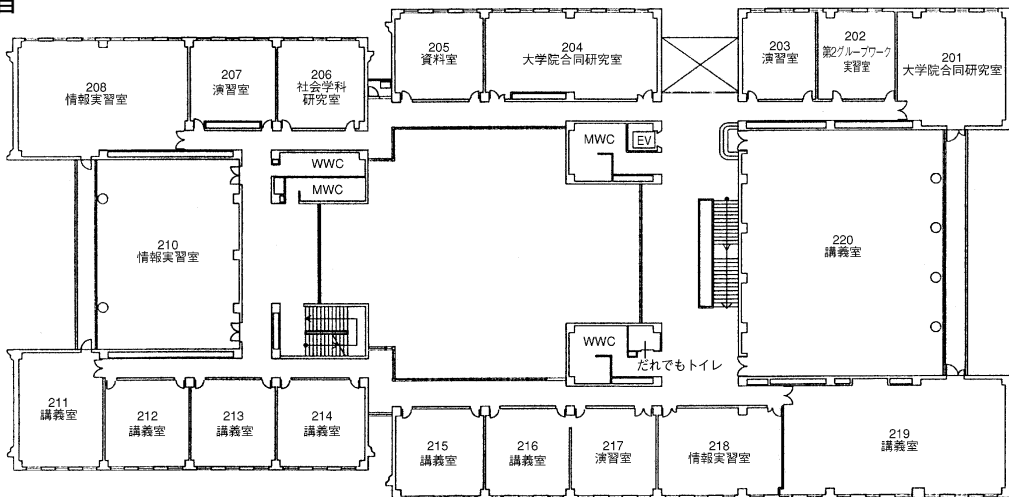 205
資料室
204
大学院合同研究室
203
演習室
202
第2グループワーク
実習室
201
大学院合同研究室
208
情報実習室
207
演習室
206
社会学科
研究室
WWC
MWC
MWC
EV
210
情報実習室
220
講義室
WWC
だれでもトイレ
211
講義室
212
講義室
213
講義室
214
講義室
215
講義室
216
講義室
217
演習室
218
情報実習室
219
講義室